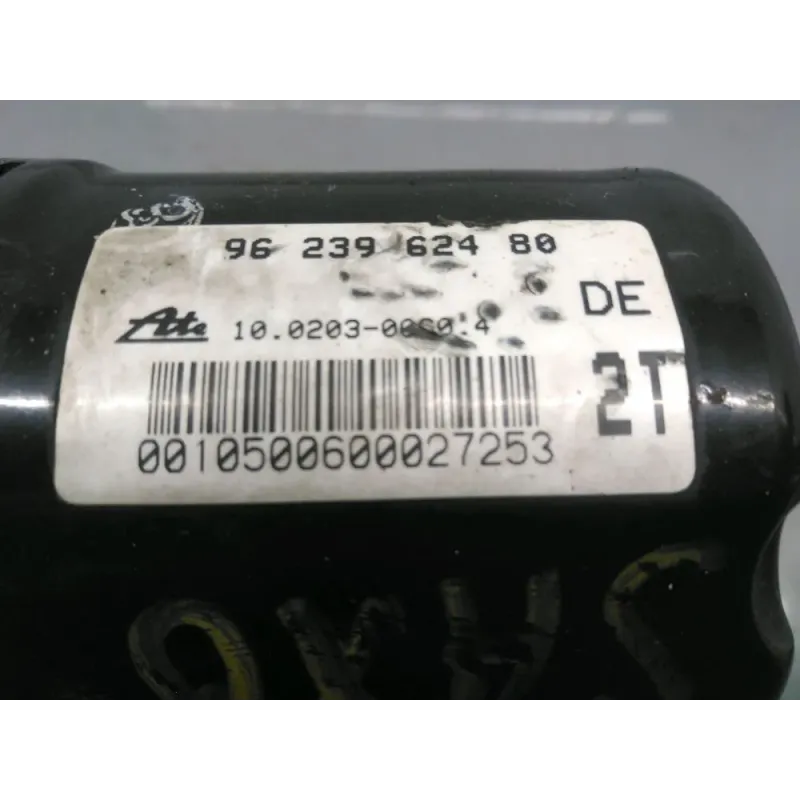 96 239 624 80
Ate 10.0203-0060.4
DE
2T
0010500600027253